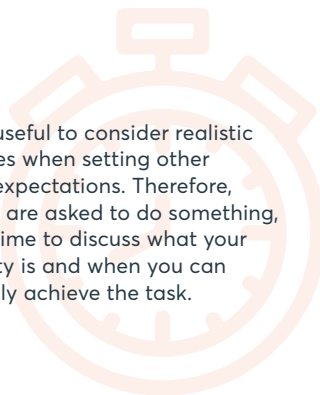 useful to consider realistic
es when setting other
expectations. Therefore,
are asked to do something,
ime to discuss what your
ty is and when you can
ly achieve the task.